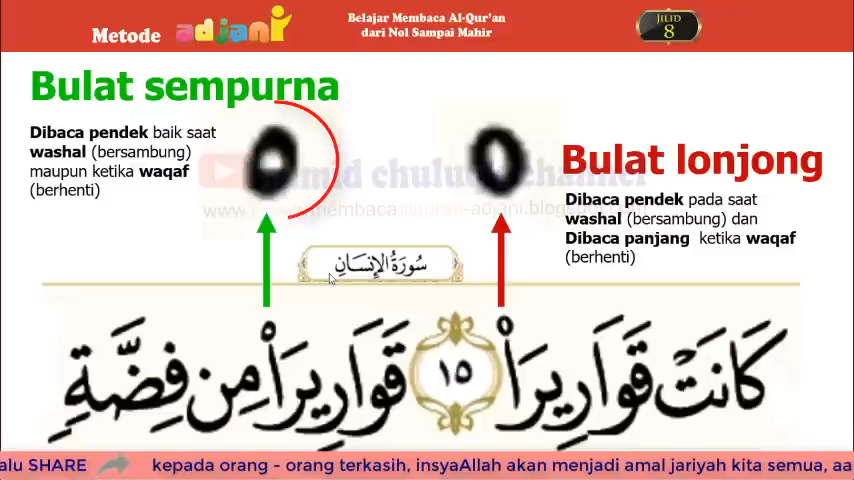 Metode adjani
Belajar Membaca Al-Qur'an
dari Nol Sampai Mahir
JILID
8
Bulat sempurna
Dibaca pendek baik saat
washal (bersambung)
maupun ketika waqaf
(berhenti)
Bulat lonjong
Dibaca pendek pada saat
washal (bersambung) dan
Dibaca panjang ketika waqaf
(berhenti)
سُورَةُ الإِنسَانِ
كَانَتْ قَوَارِيرَا۠ ١٥ قَوَارِيرَا۟ مِن فِضَّةٍ
alu SHARE kepada orang - orang terkasih, insyaAllah akan menjadi amal jariyah kita semua, aa